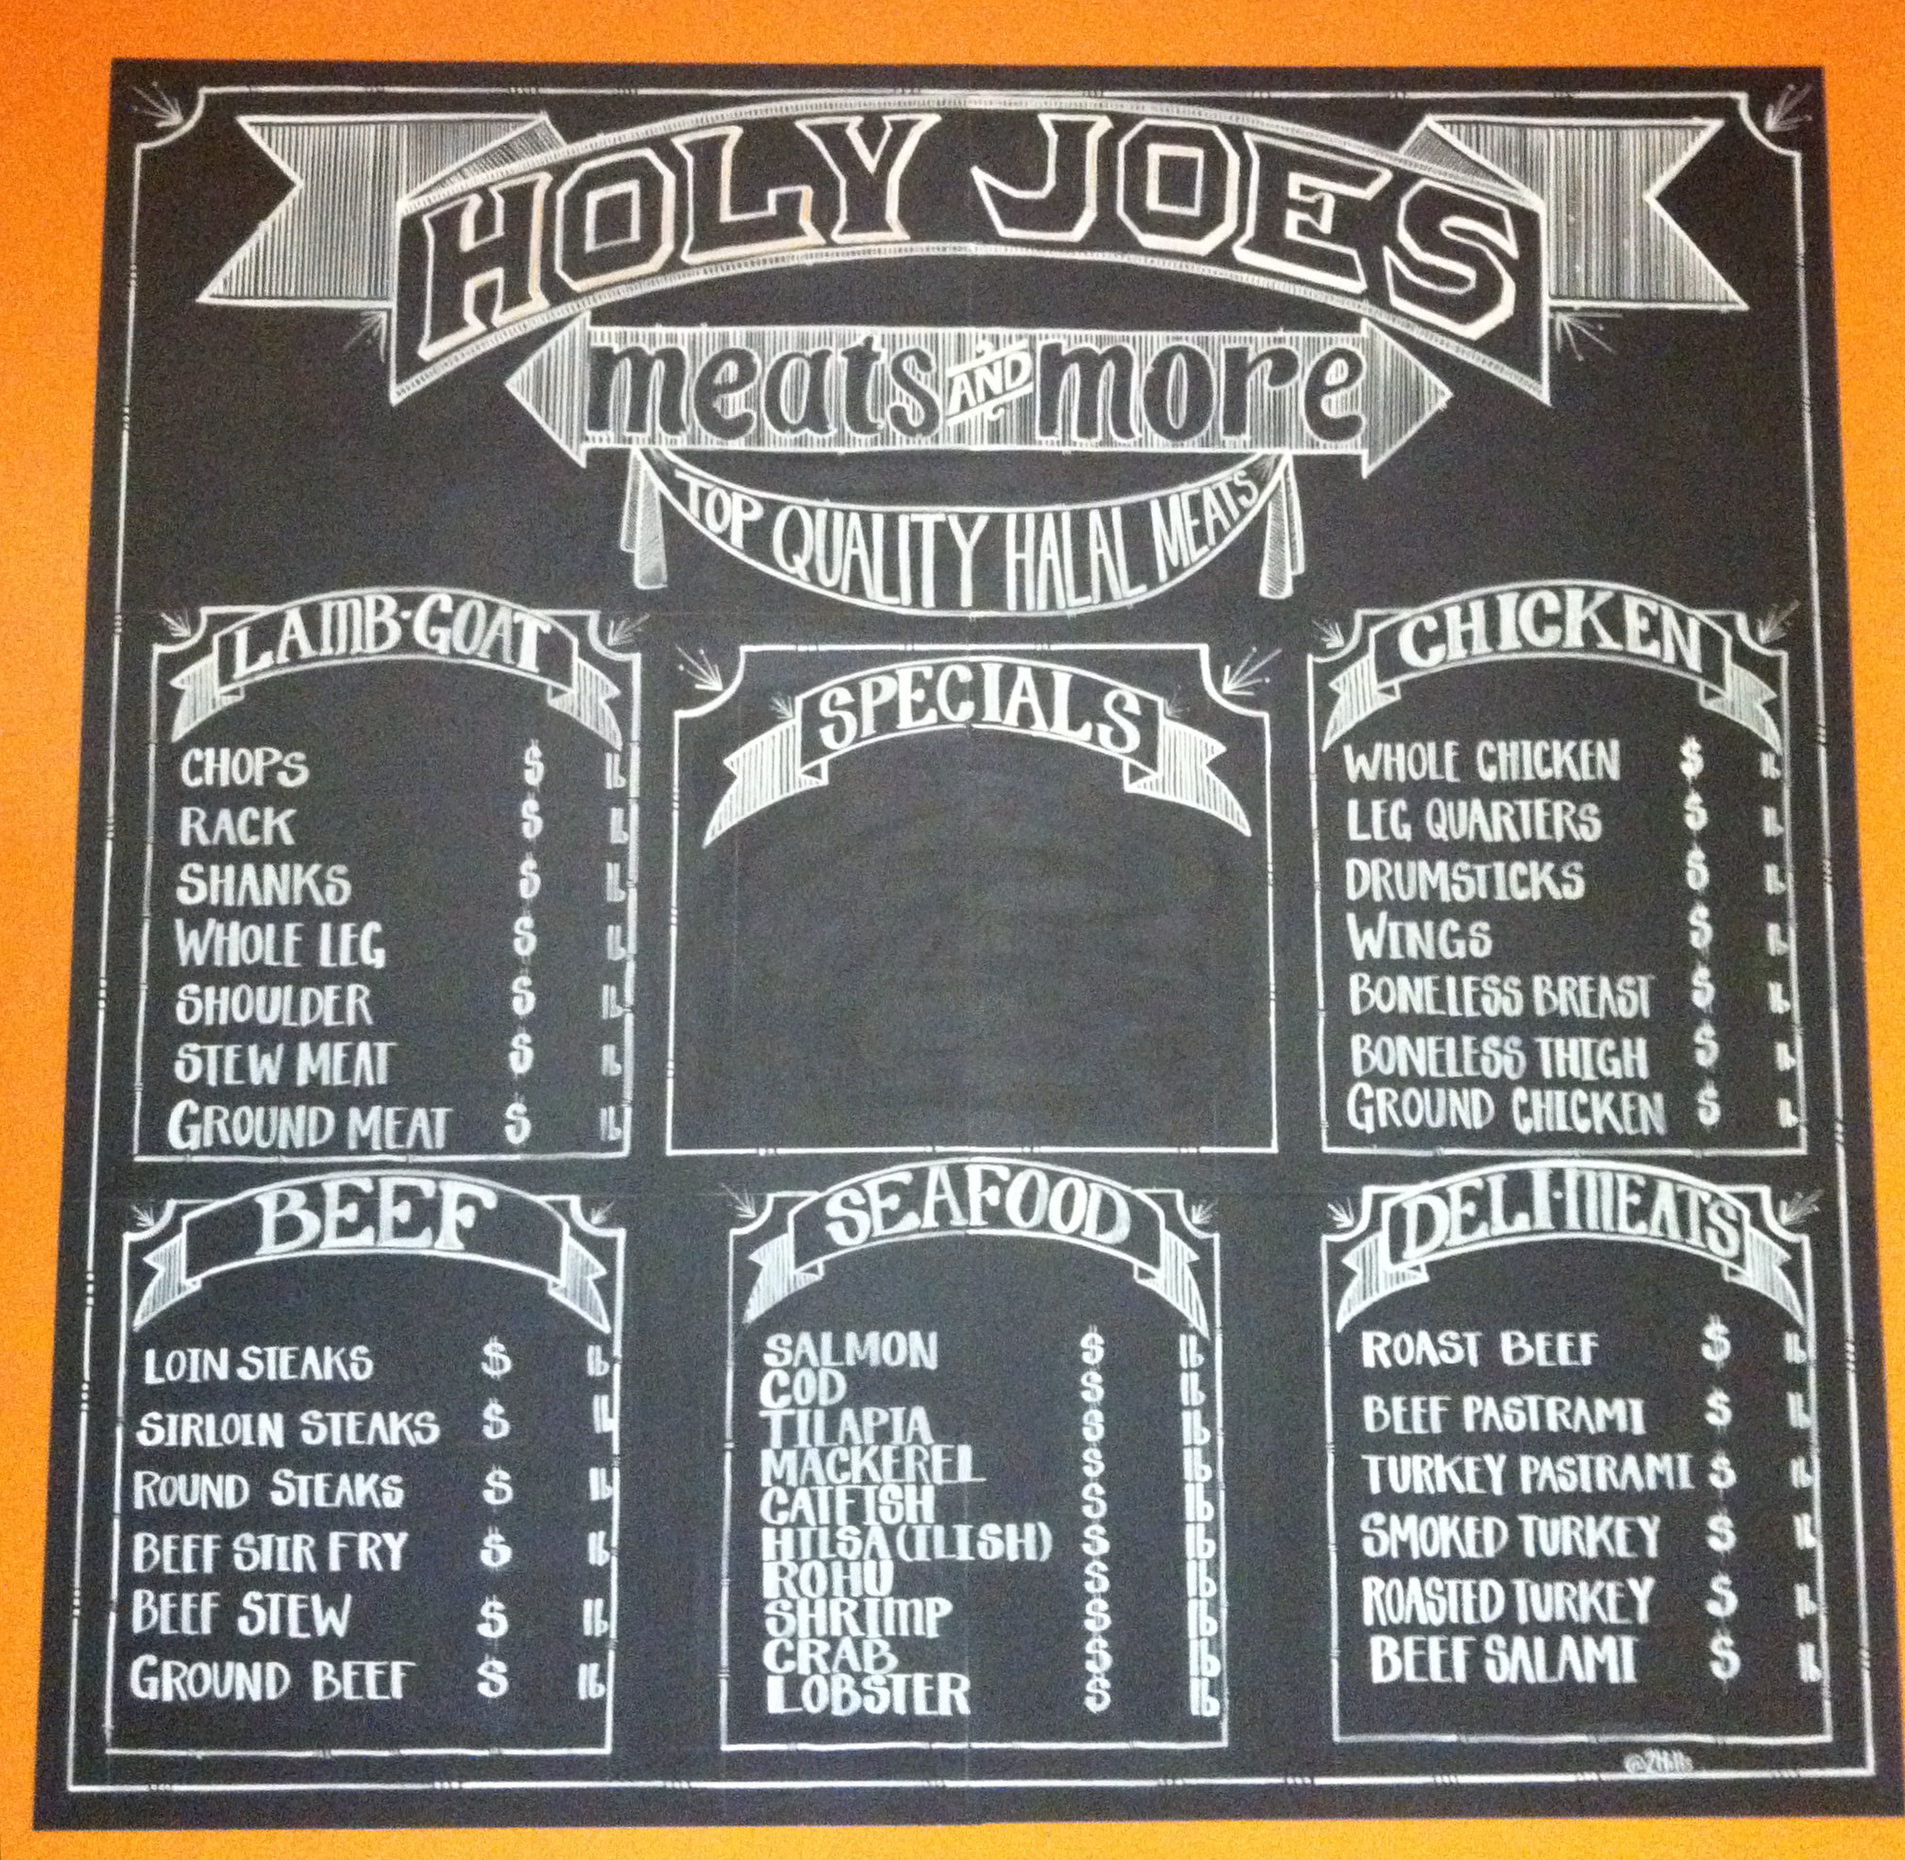 HOLY JOES
meats AND more
TOP QUALITY HALAL MEATS
LAMB·GOAT
CHOPS $ lb
RACK $ lb
SHANKS $ lb
WHOLE LEG $ lb
SHOULDER $ lb
STEW MEAT $ lb
GROUND MEAT $ lb
SPECIALS
CHICKEN
WHOLE CHICKEN $ lb
LEG QUARTERS $ lb
DRUMSTICKS $ lb
WINGS $ lb
BONELESS BREAST $ lb
BONELESS THIGH $ lb
GROUND CHICKEN $ lb
BEEF
LOIN STEAKS $ lb
SIRLOIN STEAKS $ lb
ROUND STEAKS $ lb
BEEF STIR FRY $ lb
BEEF STEW $ lb
GROUND BEEF $ lb
SEAFOOD
SALMON $ lb
COD $ lb
TILAPIA $ lb
MACKEREL $ lb
CATFISH $ lb
HILSA (ILISH) $ lb
ROHU $ lb
SHRIMP $ lb
CRAB $ lb
LOBSTER $ lb
DELI·MEATS
ROAST BEEF $ lb
BEEF PASTRAMI $ lb
TURKEY PASTRAMI $ lb
SMOKED TURKEY $ lb
ROASTED TURKEY $ lb
BEEF SALAMI $ lb